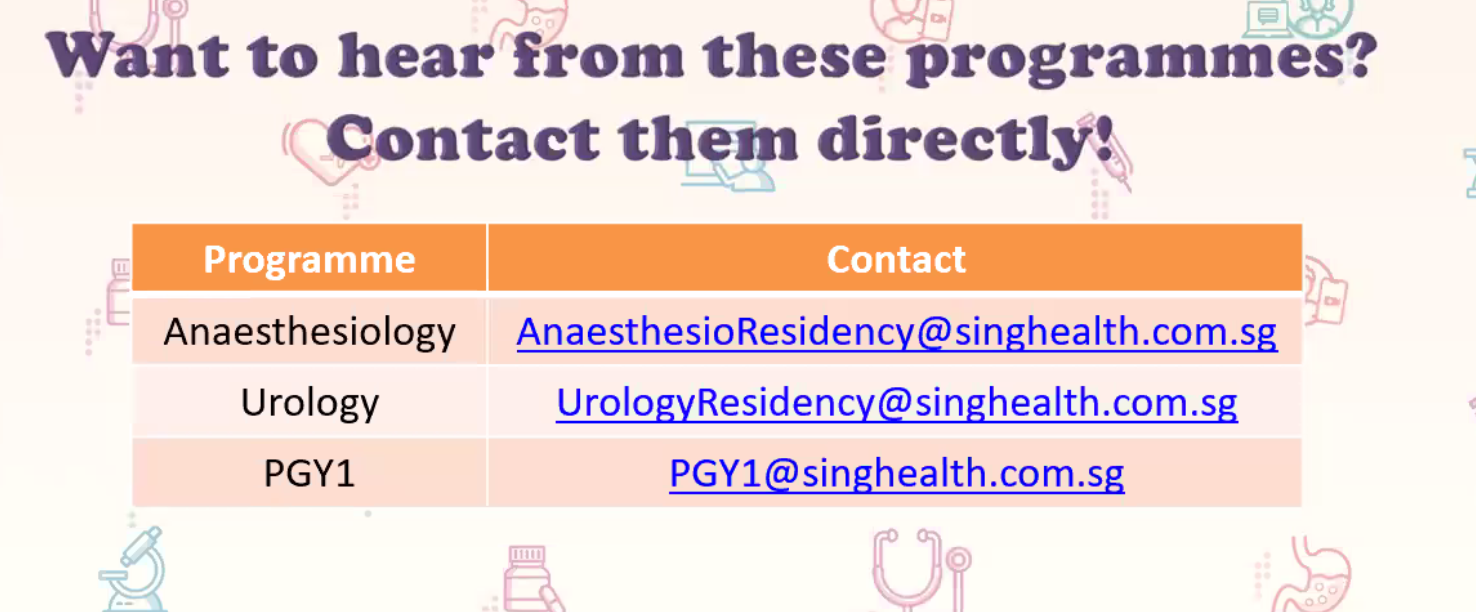 Want to hear from these programmes?
Contact them directly!
Programme Contact
Anaesthesiology AnaesthesioResidency@singhealth.com.sg
Urology UrologyResidency@singhealth.com.sg
PGY1 PGY1@singhealth.com.sg